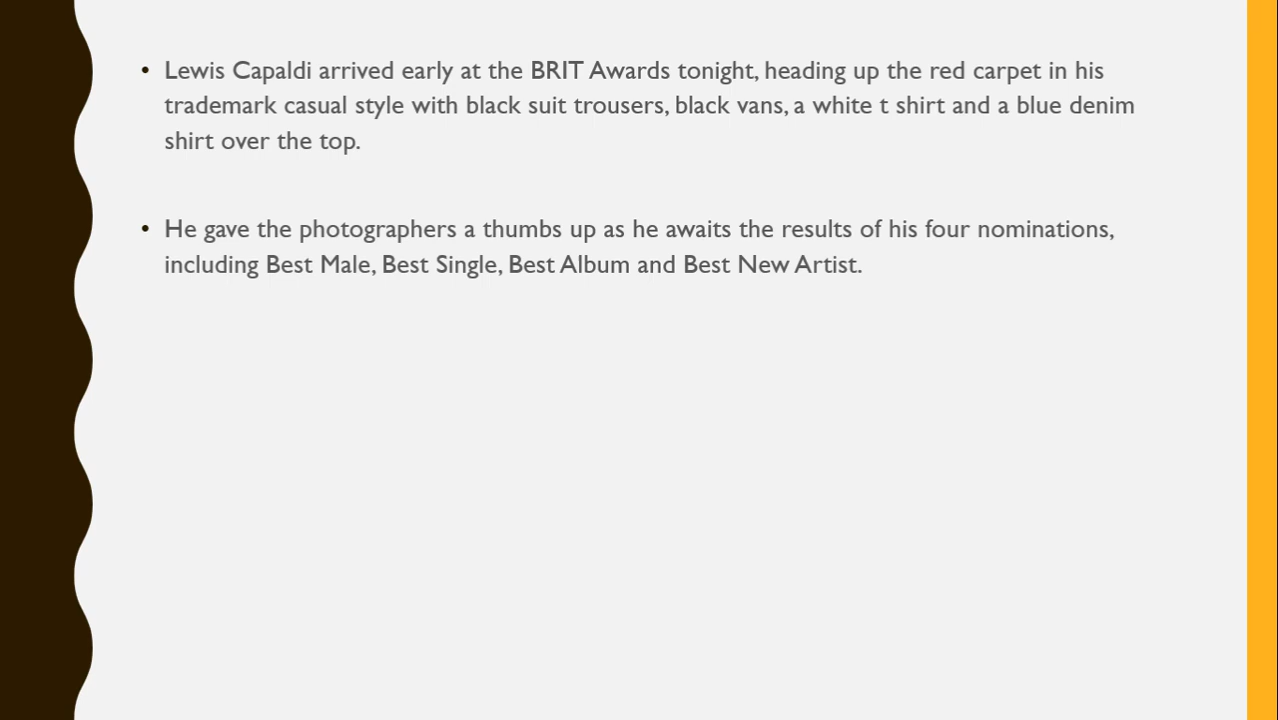 • Lewis Capaldi arrived early at the BRIT Awards tonight, heading up the red carpet in his
trademark casual style with black suit trousers, black vans, a white t shirt and a blue denim
shirt over the top.
• He gave the photographers a thumbs up as he awaits the results of his four nominations,
including Best Male, Best Single, Best Album and Best New Artist.